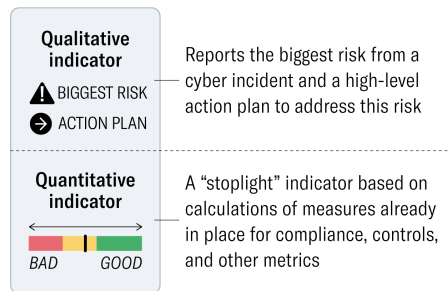 Qualitative
indicator
BIGGEST RISK
ACTION PLAN
Reports the biggest risk from a
cyber incident and a high-level
action plan to address this risk
Quantitative
indicator
BAD GOOD
A “stoplight” indicator based on
calculations of measures already
in place for compliance, controls,
and other metrics